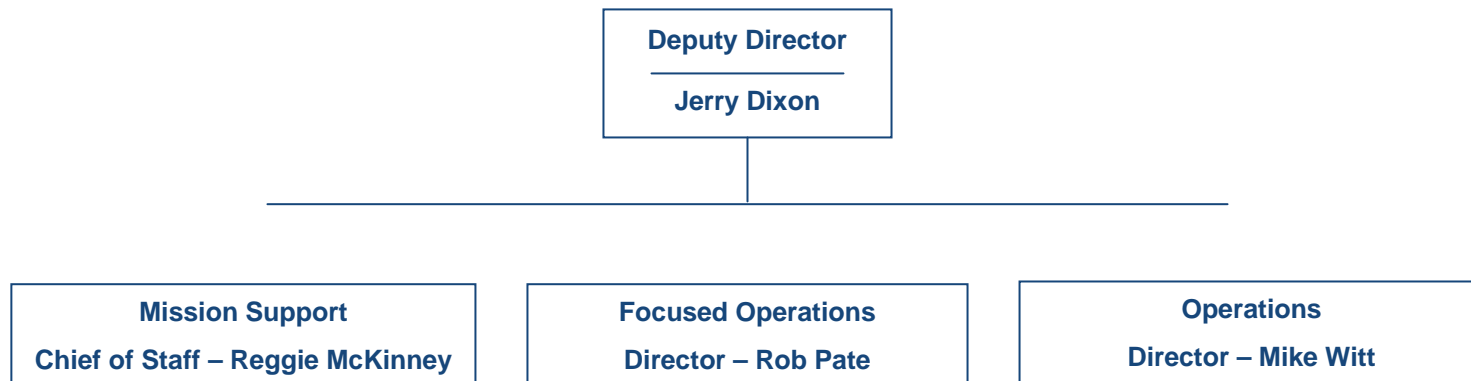 Deputy Director
Jerry Dixon
Mission Support
Chief of Staff – Reggie McKinney
Focused Operations
Director – Rob Pate
Operations
Director – Mike Witt